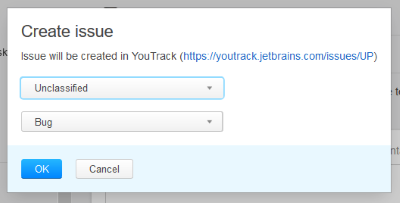 Create issue
Issue will be created in YouTrack (https://youtrack.jetbrains.com/issues/UP)
Unclassified
Bug
OK
Cancel